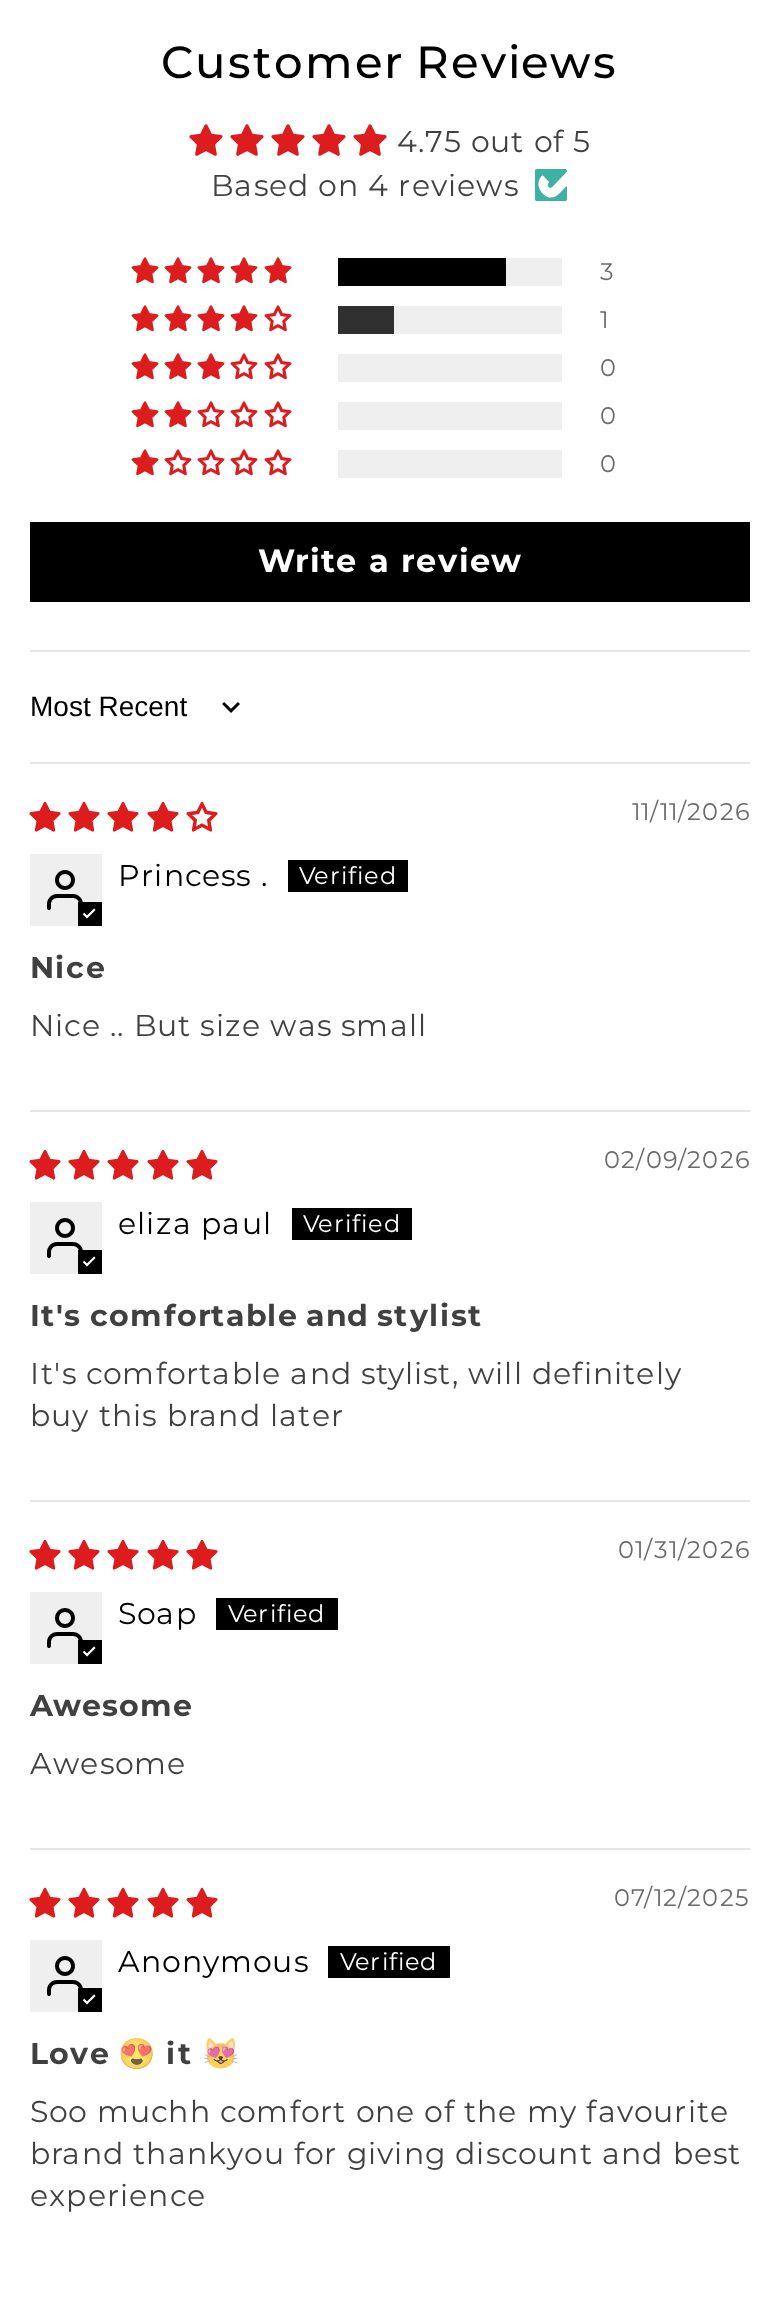 Customer Reviews
4.75 out of 5
Based on 4 reviews
3
1
0
0
0
Write a review
Most Recent
11/11/2026
Princess . Verified
Nice
Nice .. But size was small
02/09/2026
eliza paul Verified
It's comfortable and stylist
It's comfortable and stylist, will definitely
buy this brand later
01/31/2026
Soap Verified
Awesome
Awesome
07/12/2025
Anonymous Verified
Love 😍 it 😻
Soo muchh comfort one of the my favourite
brand thankyou for giving discount and best
experience